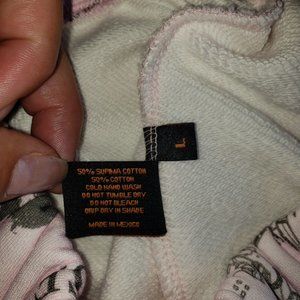 50% SUPIMA COTTON
50% COTTON
COLD HAND WASH
DO NOT TUMBLE DRY
DO NOT BLEACH
DRIP DRY IN SHADE
MADE IN MEXICO
L